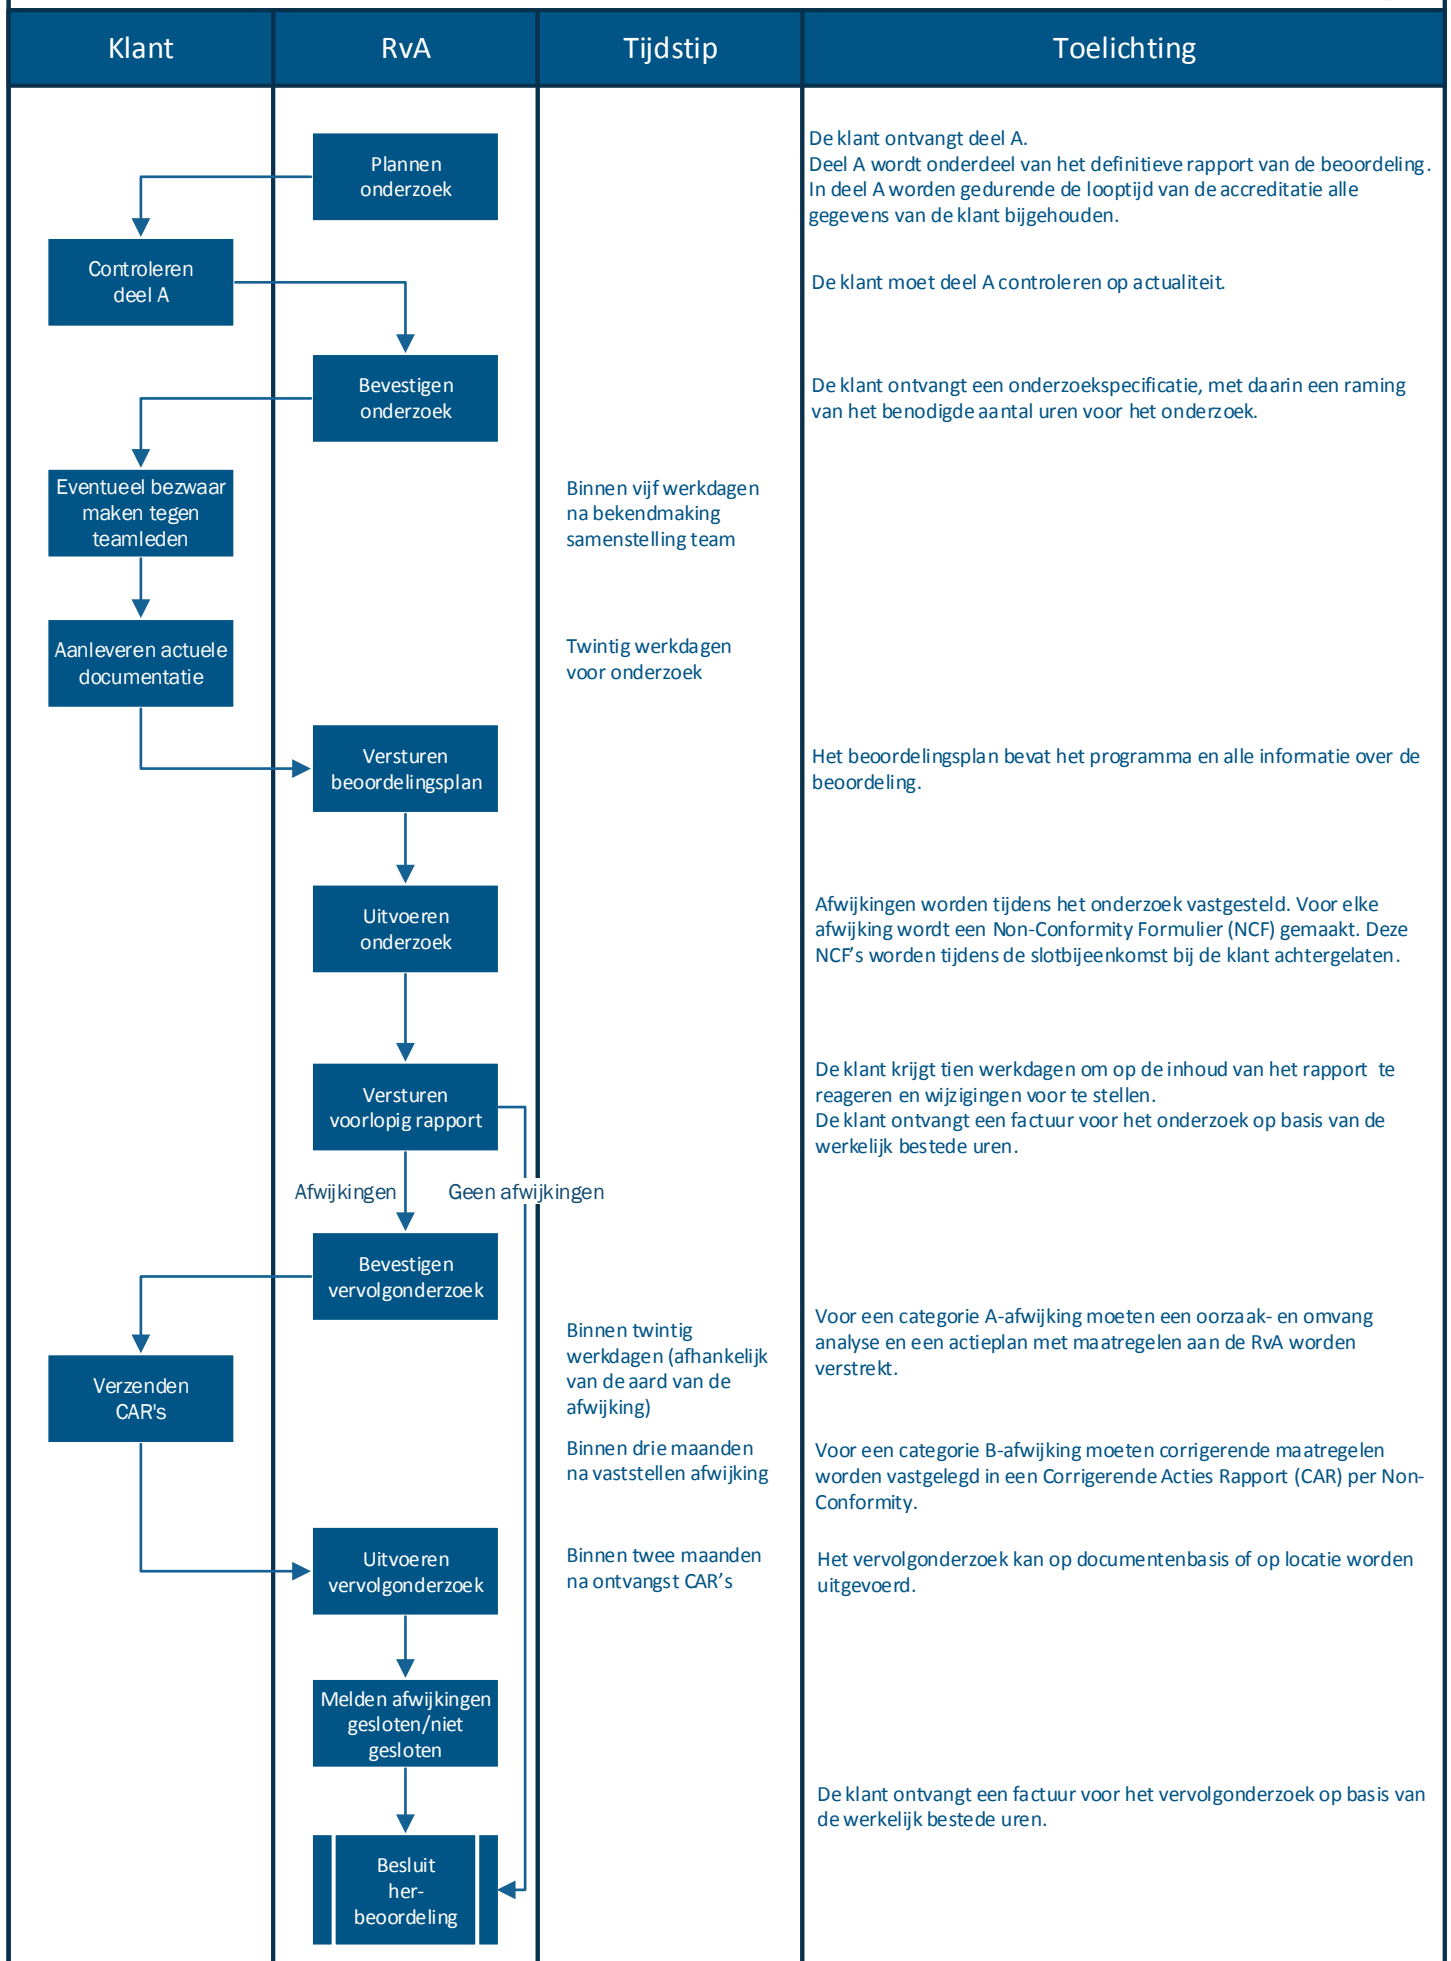 Klant
RvA
Tijdstip
Toelichting
Plannen
onderzoek
De klant ontvangt deel A.
Deel A wordt onderdeel van het definitieve rapport van de beoordeling.
In deel A worden gedurende de looptijd van de accreditatie alle
gegevens van de klant bijgehouden.
Controleren
deel A
De klant moet deel A controleren op actualiteit.
Bevestigen
onderzoek
De klant ontvangt een onderzoekspecificatie, met daarin een raming
van het benodigde aantal uren voor het onderzoek.
Eventueel bezwaar
maken tegen
teamleden
Binnen vijf werkdagen
na bekendmaking
samenstelling team
Aanleveren actuele
documentatie
Twintig werkdagen
voor onderzoek
Versturen
beoordelingsplan
Het beoordelingsplan bevat het programma en alle informatie over de
beoordeling.
Uitvoeren
onderzoek
Afwijkingen worden tijdens het onderzoek vastgesteld. Voor elke
afwijking wordt een Non-Conformity Formulier (NCF) gemaakt. Deze
NCF's worden tijdens de slotbijeenkomst bij de klant achtergelaten.
Versturen
voorlopig rapport
De klant krijgt tien werkdagen om op de inhoud van het rapport te
reageren en wijzigingen voor te stellen.
De klant ontvangt een factuur voor het onderzoek op basis van de
werkelijk bestede uren.
Afwijkingen
Geen afwijkingen
Bevestigen
vervolgonderzoek
Verzenden
CAR's
Binnen twintig
werkdagen (afhankelijk
van de aard van de
afwijking)
Voor een categorie A-afwijking moeten een oorzaak- en omvang
analyse en een actieplan met maatregelen aan de RvA worden
verstrekt.
Binnen drie maanden
na vaststellen afwijking
Voor een categorie B-afwijking moeten corrigerende maatregelen
worden vastgelegd in een Corrigerende Acties Rapport (CAR) per Non-
Conformity.
Uitvoeren
vervolgonderzoek
Binnen twee maanden
na ontvangst CAR's
Het vervolgonderzoek kan op documentenbasis of op locatie worden
uitgevoerd.
Melden afwijkingen
gesloten/niet
gesloten
De klant ontvangt een factuur voor het vervolgonderzoek op basis van
de werkelijk bestede uren.
Besluit
her-
beoordeling